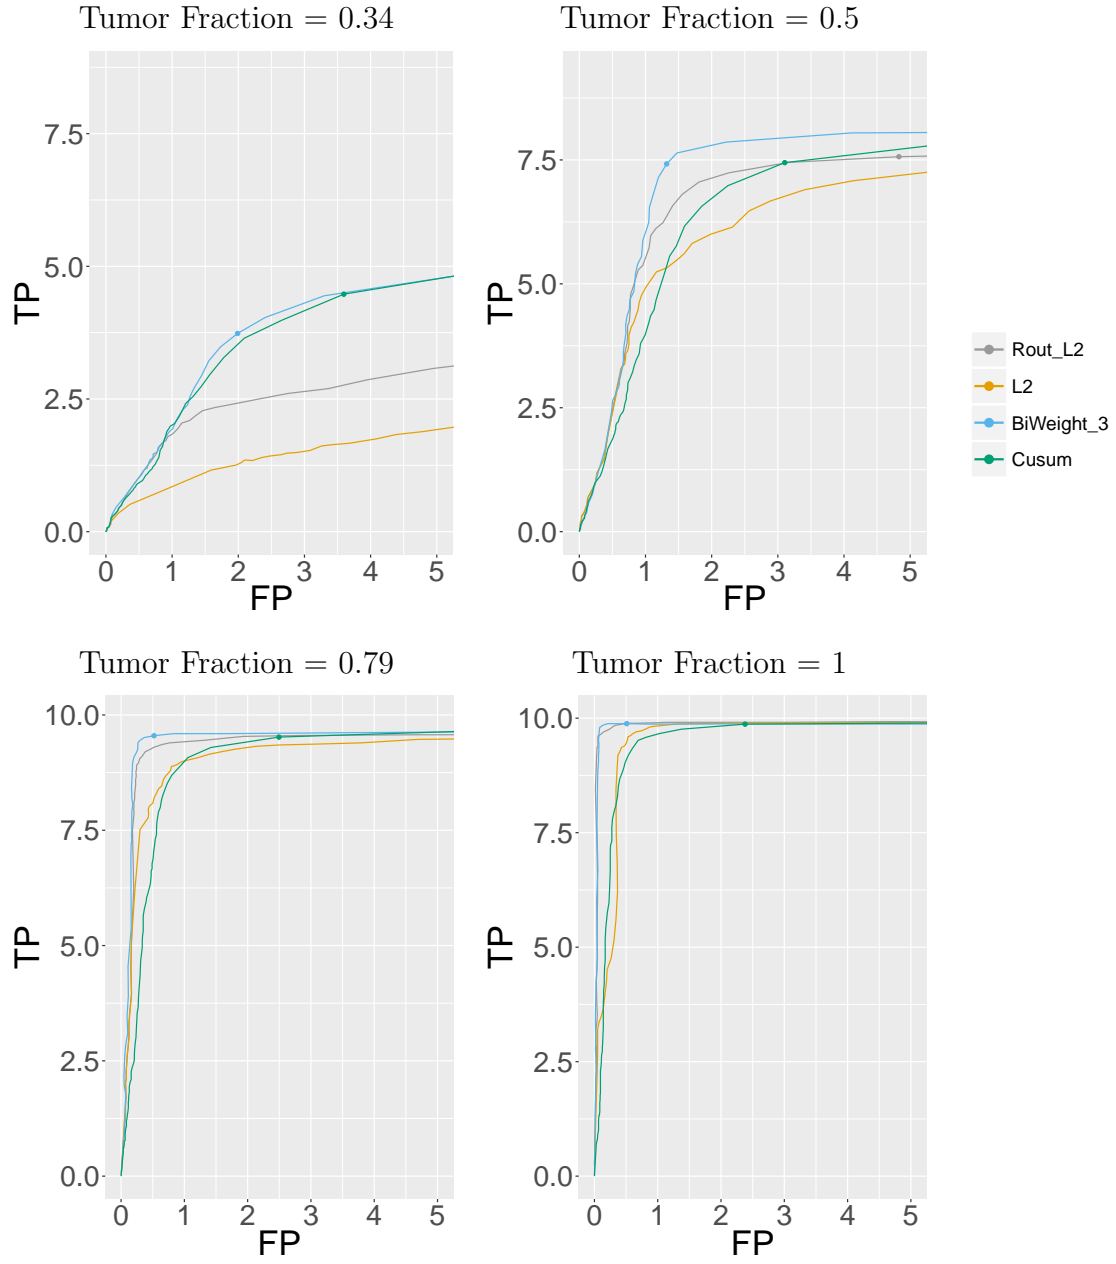 Tumor Fraction = 0.34
Tumor Fraction = 0.5
7.5
5.0
2.5
0.0
TP
0 1 2 3 4 5
FP
7.5
5.0
2.5
0.0
TP
0 1 2 3 4 5
FP
Rout_L2
L2
BiWeight_3
Cusum
Tumor Fraction = 0.79
Tumor Fraction = 1
10.0
7.5
5.0
2.5
0.0
TP
0 1 2 3 4 5
FP
10.0
7.5
5.0
2.5
0.0
TP
0 1 2 3 4 5
FP